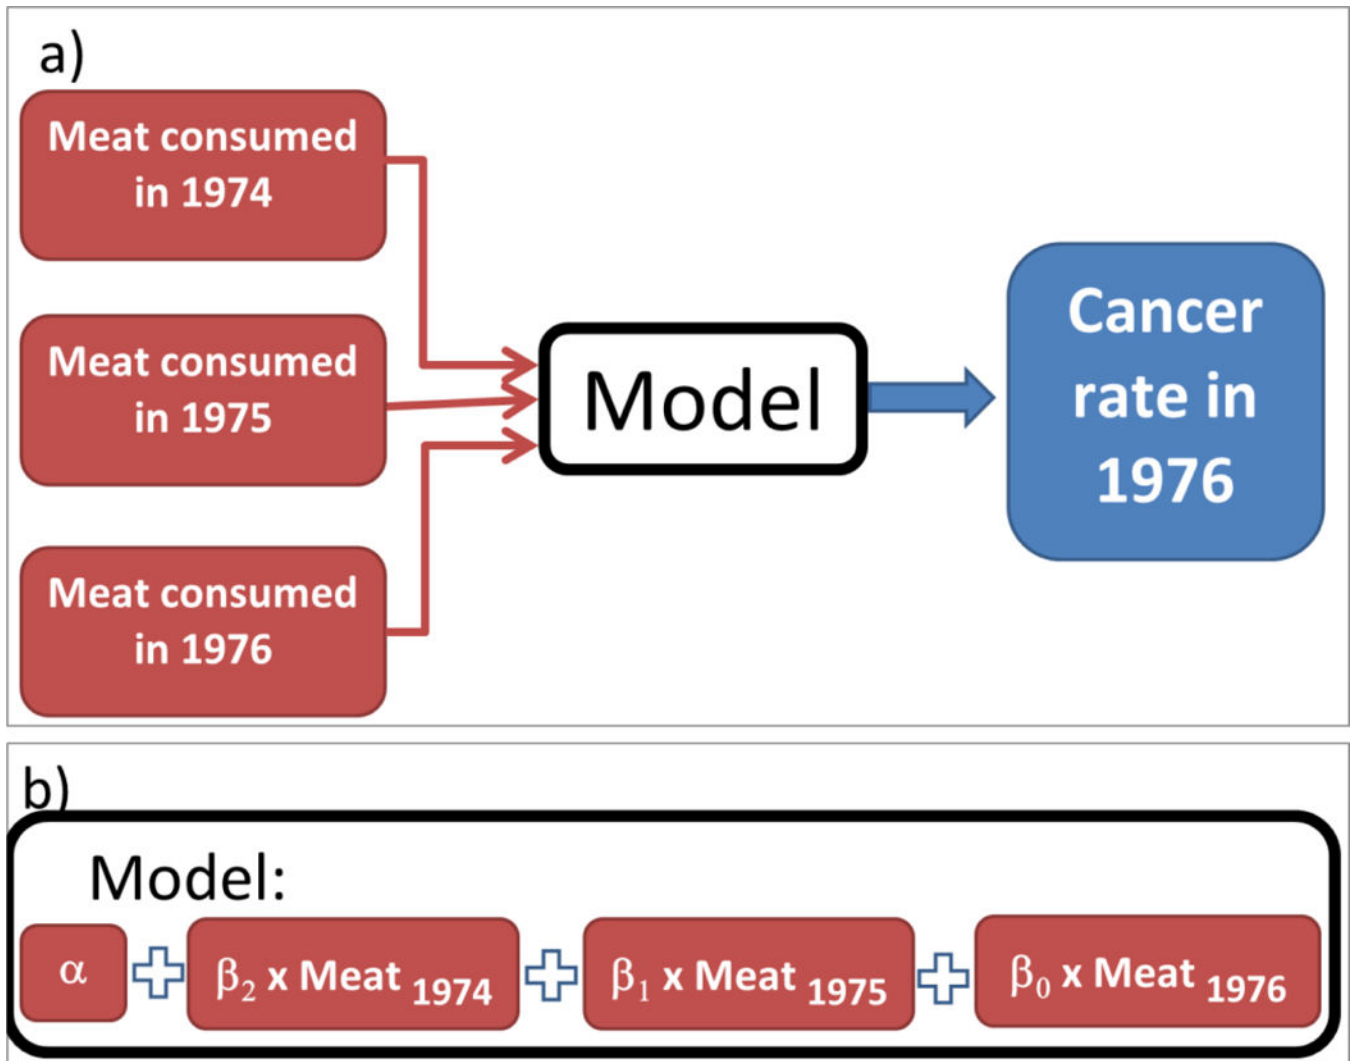 a)
Meat consumed
in 1974
Meat consumed
in 1975
Meat consumed
in 1976
Model
Cancer
rate in
1976
b)
Model:
α + β₂ x Meat ₁₉₇₄ + β₁ x Meat ₁₉₇₅ + β₀ x Meat ₁₉₇₆